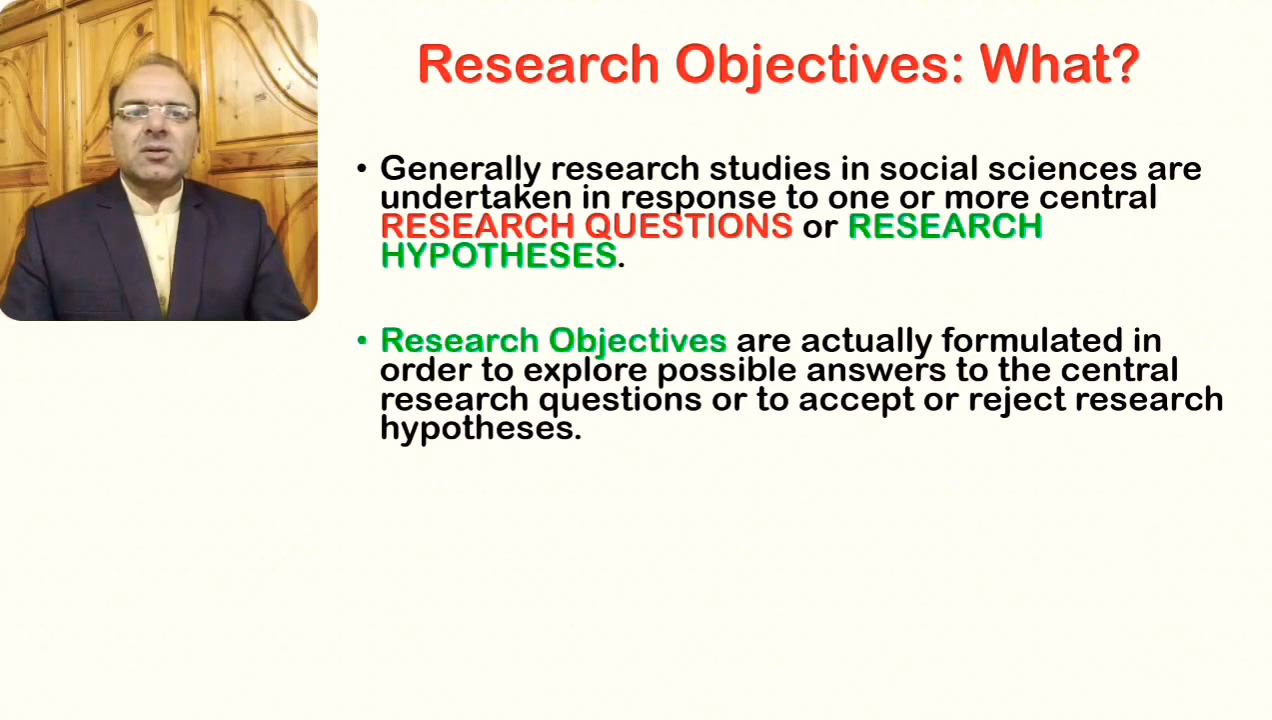 Research Objectives: What?
• Generally research studies in social sciences are
undertaken in response to one or more central
RESEARCH QUESTIONS or RESEARCH
HYPOTHESES.
• Research Objectives are actually formulated in
order to explore possible answers to the central
research questions or to accept or reject research
hypotheses.